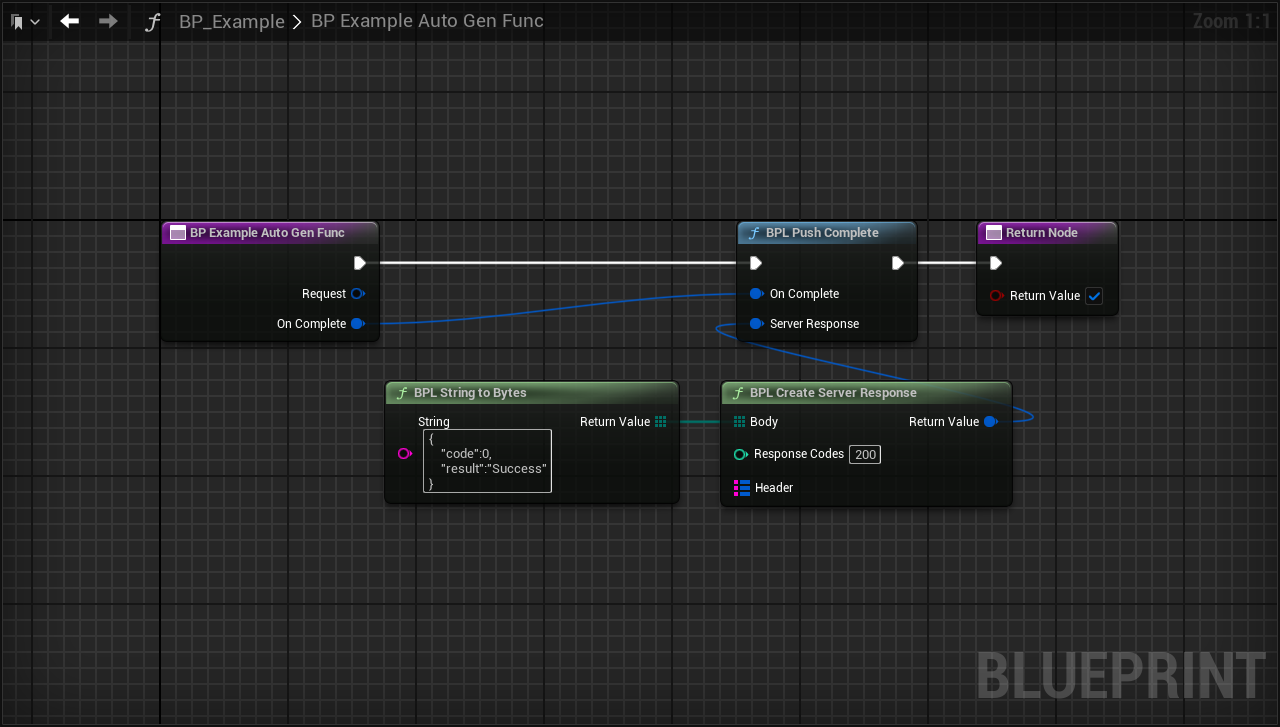 BP_Example > BP Example Auto Gen Func
Zoom 1:1
BP Example Auto Gen Func
Request
On Complete
BPL Push Complete
On Complete
Server Response
Return Node
Return Value
BPL String to Bytes
String
Return Value
{
"code":0,
"result":"Success"
}
BPL Create Server Response
Body
Return Value
Response Codes 200
Header
BLUEPRINT